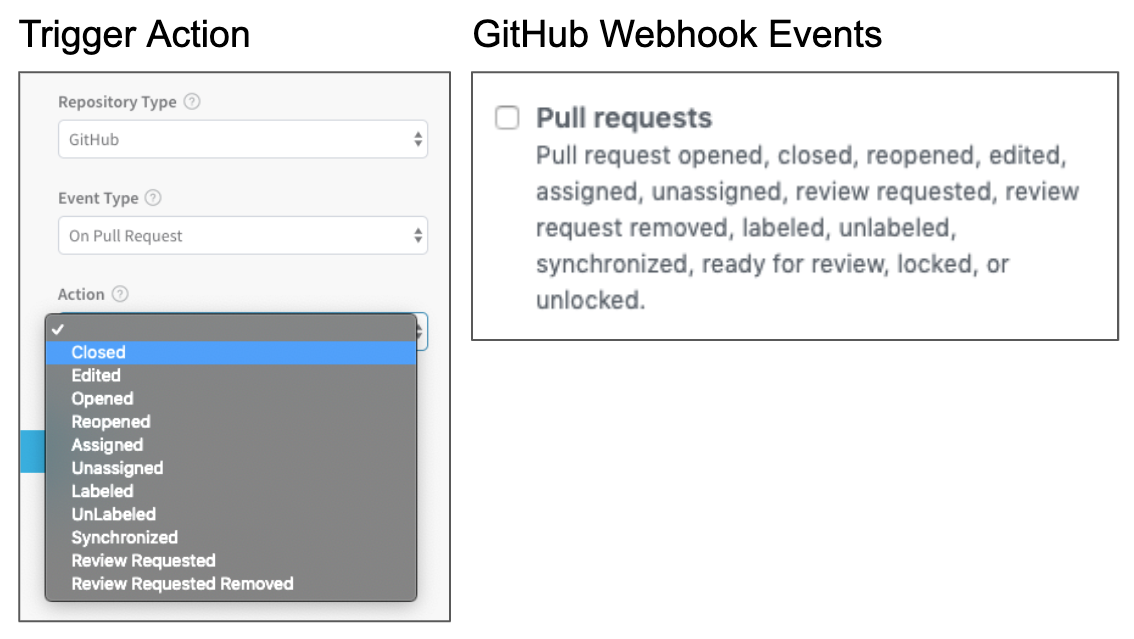 Trigger Action
Repository Type ?
GitHub
Event Type ?
On Pull Request
Action ?
Closed
Edited
Opened
Reopened
Assigned
Unassigned
Labeled
UnLabeled
Synchronized
Review Requested
Review Requested Removed
GitHub Webhook Events
Pull requests
Pull request opened, closed, reopened, edited,
assigned, unassigned, review requested, review
request removed, labeled, unlabeled,
synchronized, ready for review, locked, or
unlocked.